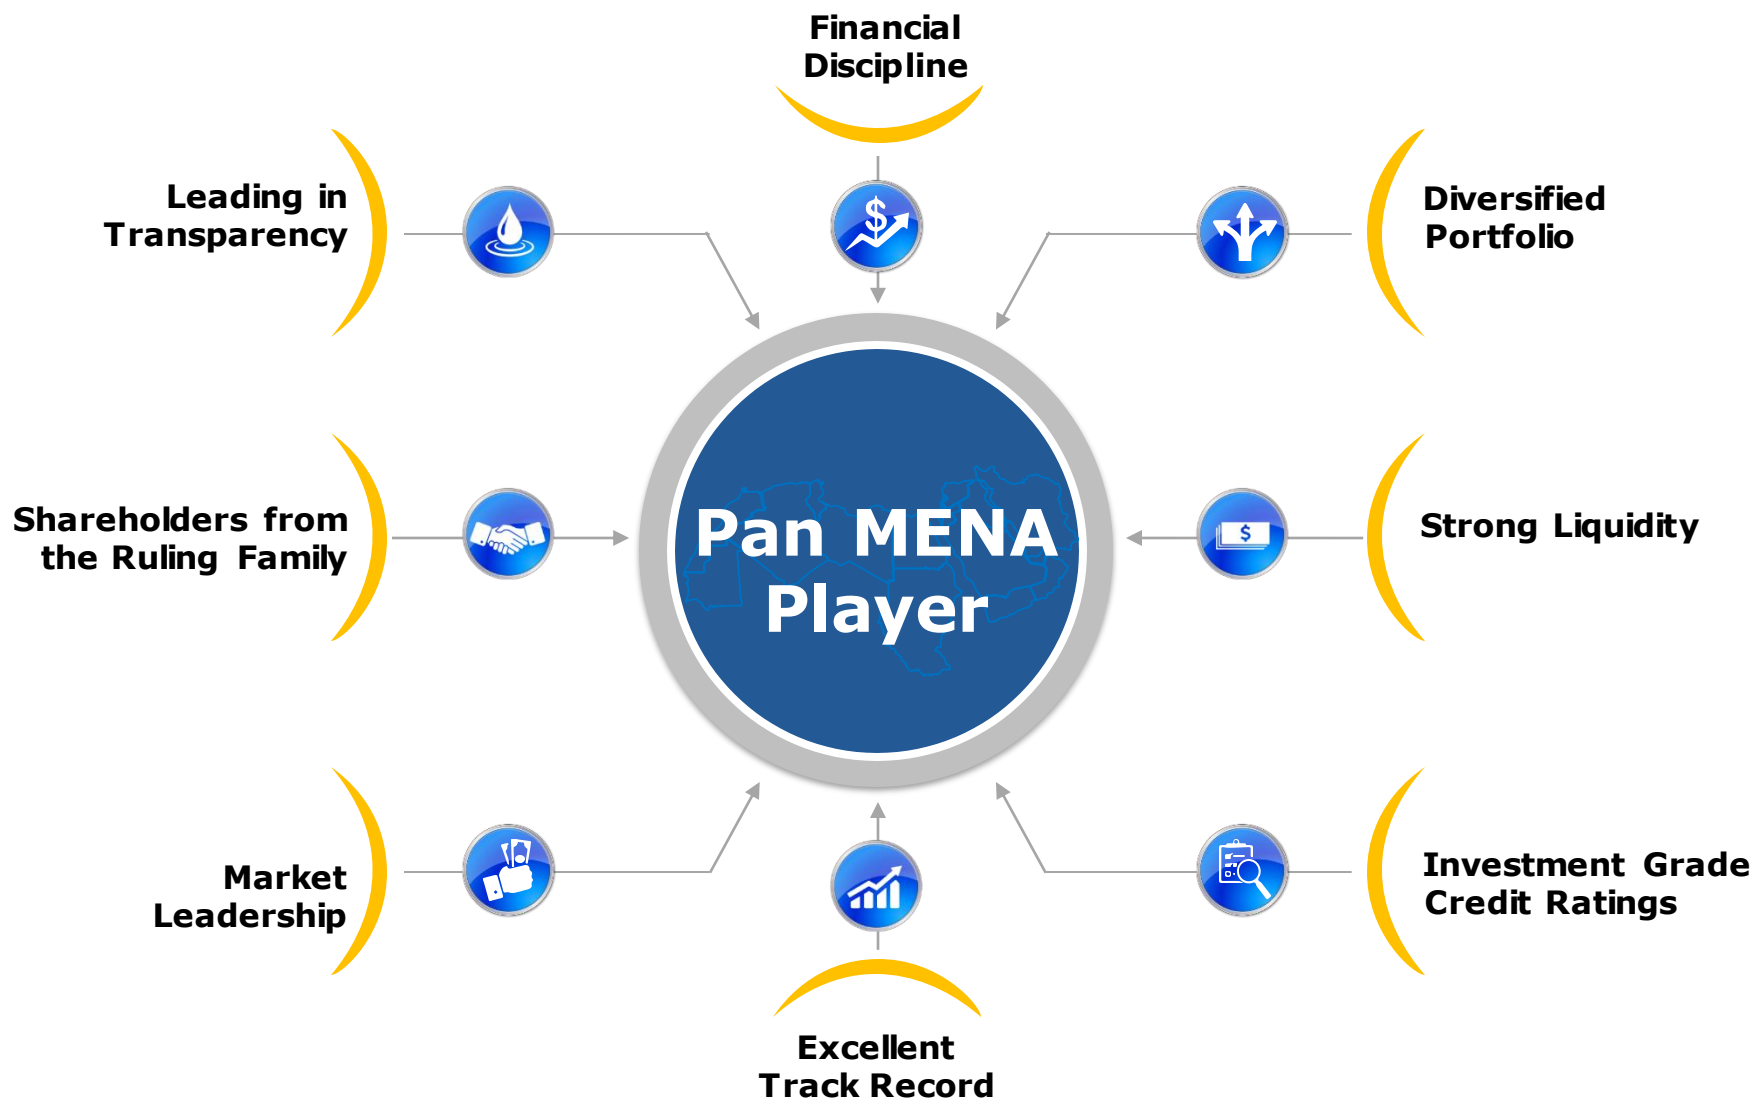 Financial
Discipline
Leading in
Transparency
$
Diversified
Portfolio
Shareholders from
the Ruling Family
Pan MENA
Player
$
Strong Liquidity
Market
Leadership
Investment Grade
Credit Ratings
Excellent
Track Record